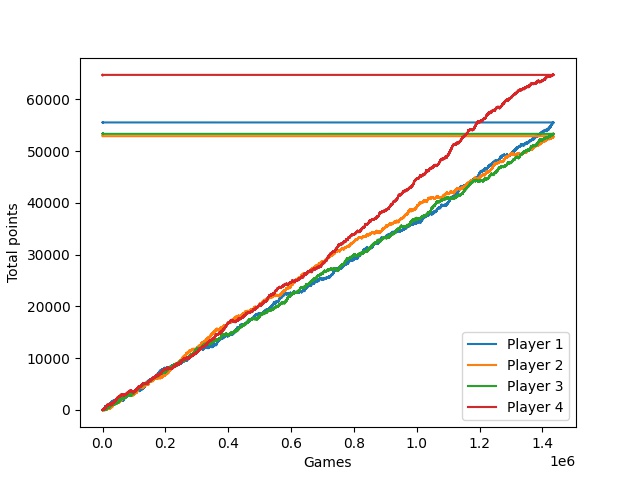 60000
50000
40000
30000
20000
10000
0
Total points
0.0 0.2 0.4 0.6 0.8 1.0 1.2 1.4
1e6
Games
Player 1
Player 2
Player 3
Player 4